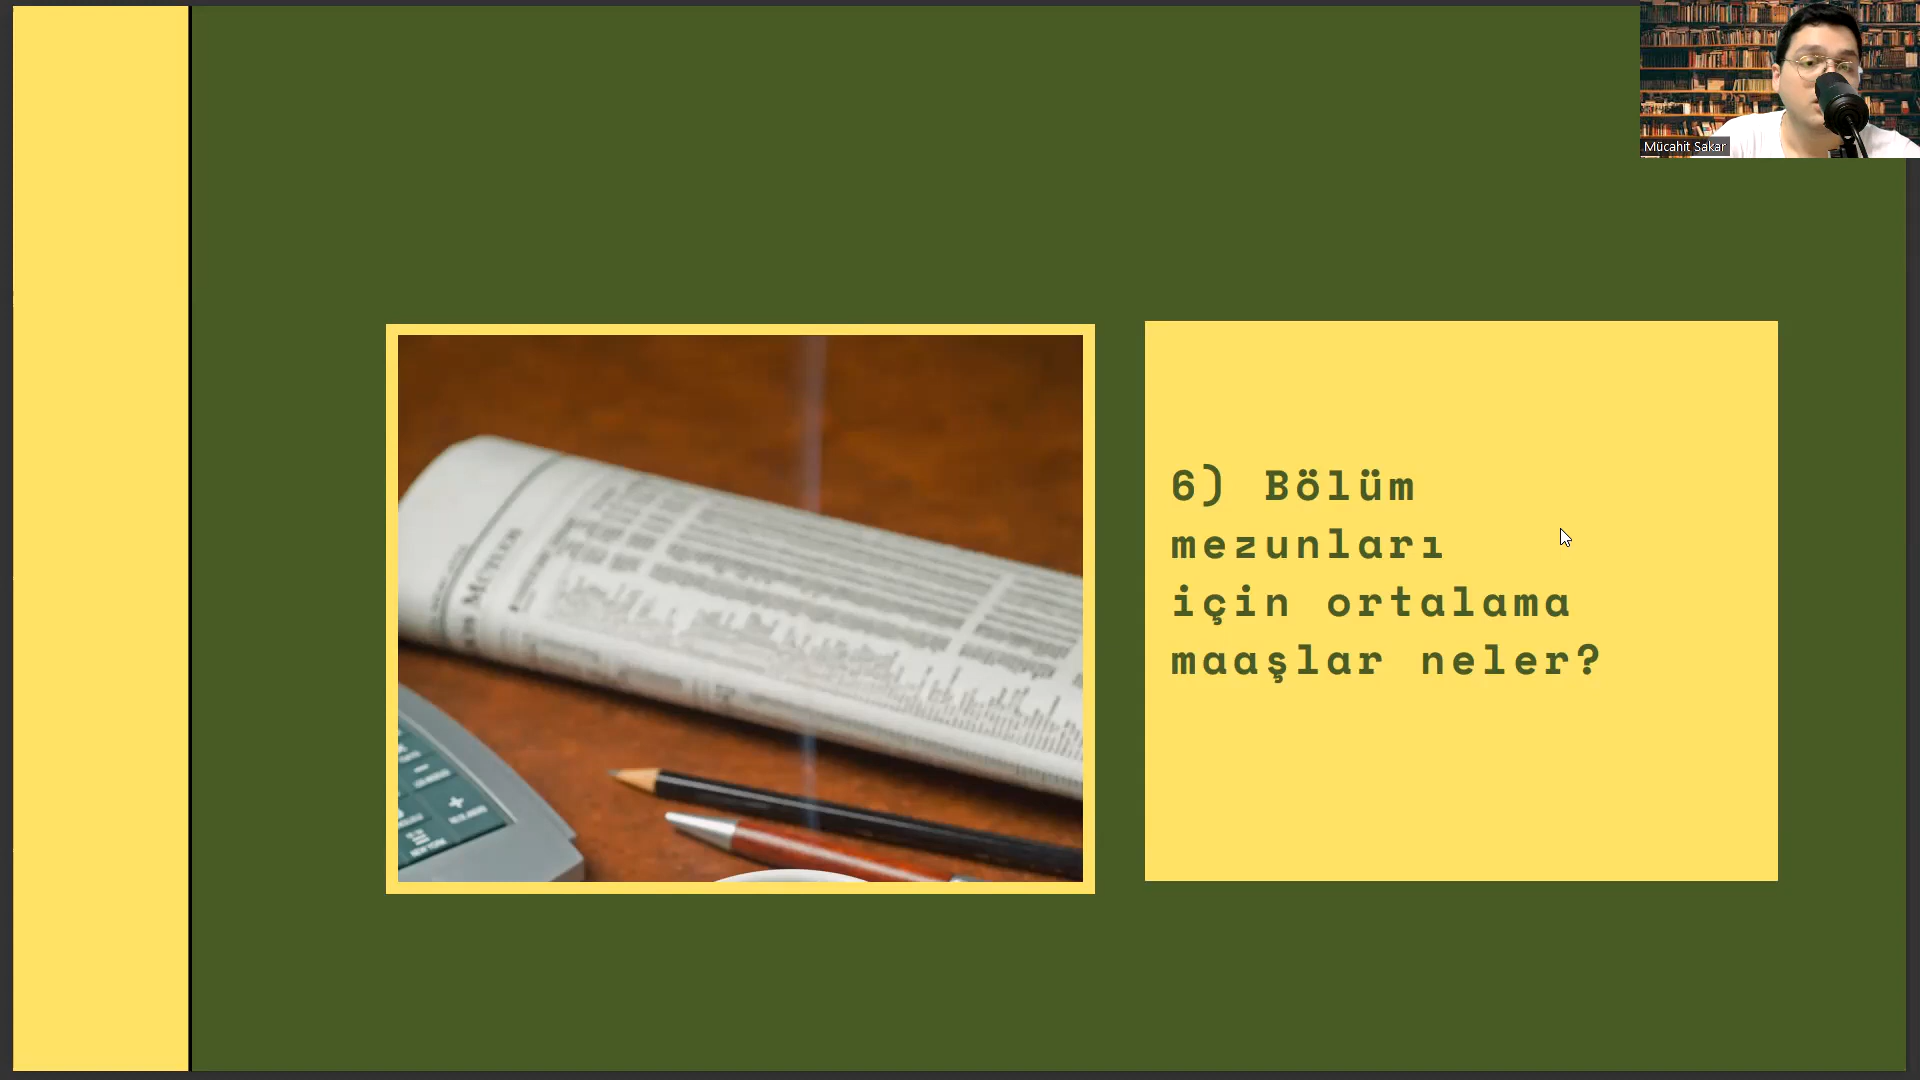 Mücahit Sakar
6) Bölüm
mezunları
için ortalama
maaşlar neler?